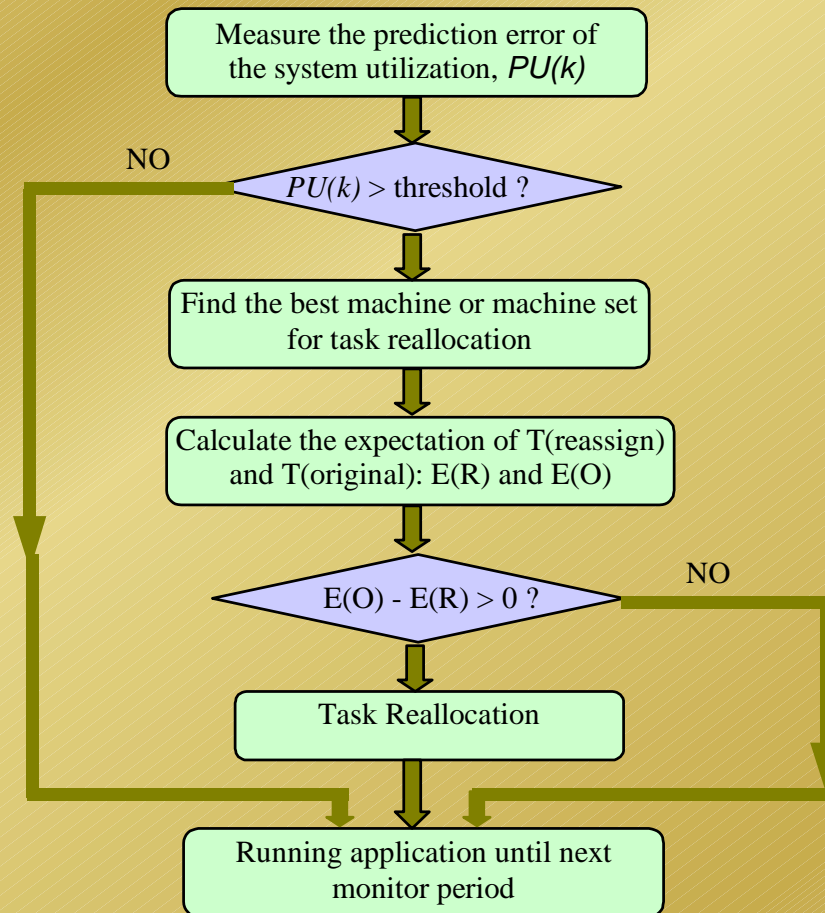 Measure the prediction error of
the system utilization, PU(k)
NO
PU(k) > threshold ?
Find the best machine or machine set
for task reallocation
Calculate the expectation of T(reassign)
and T(original): E(R) and E(O)
E(O) - E(R) > 0 ?
NO
Task Reallocation
Running application until next
monitor period